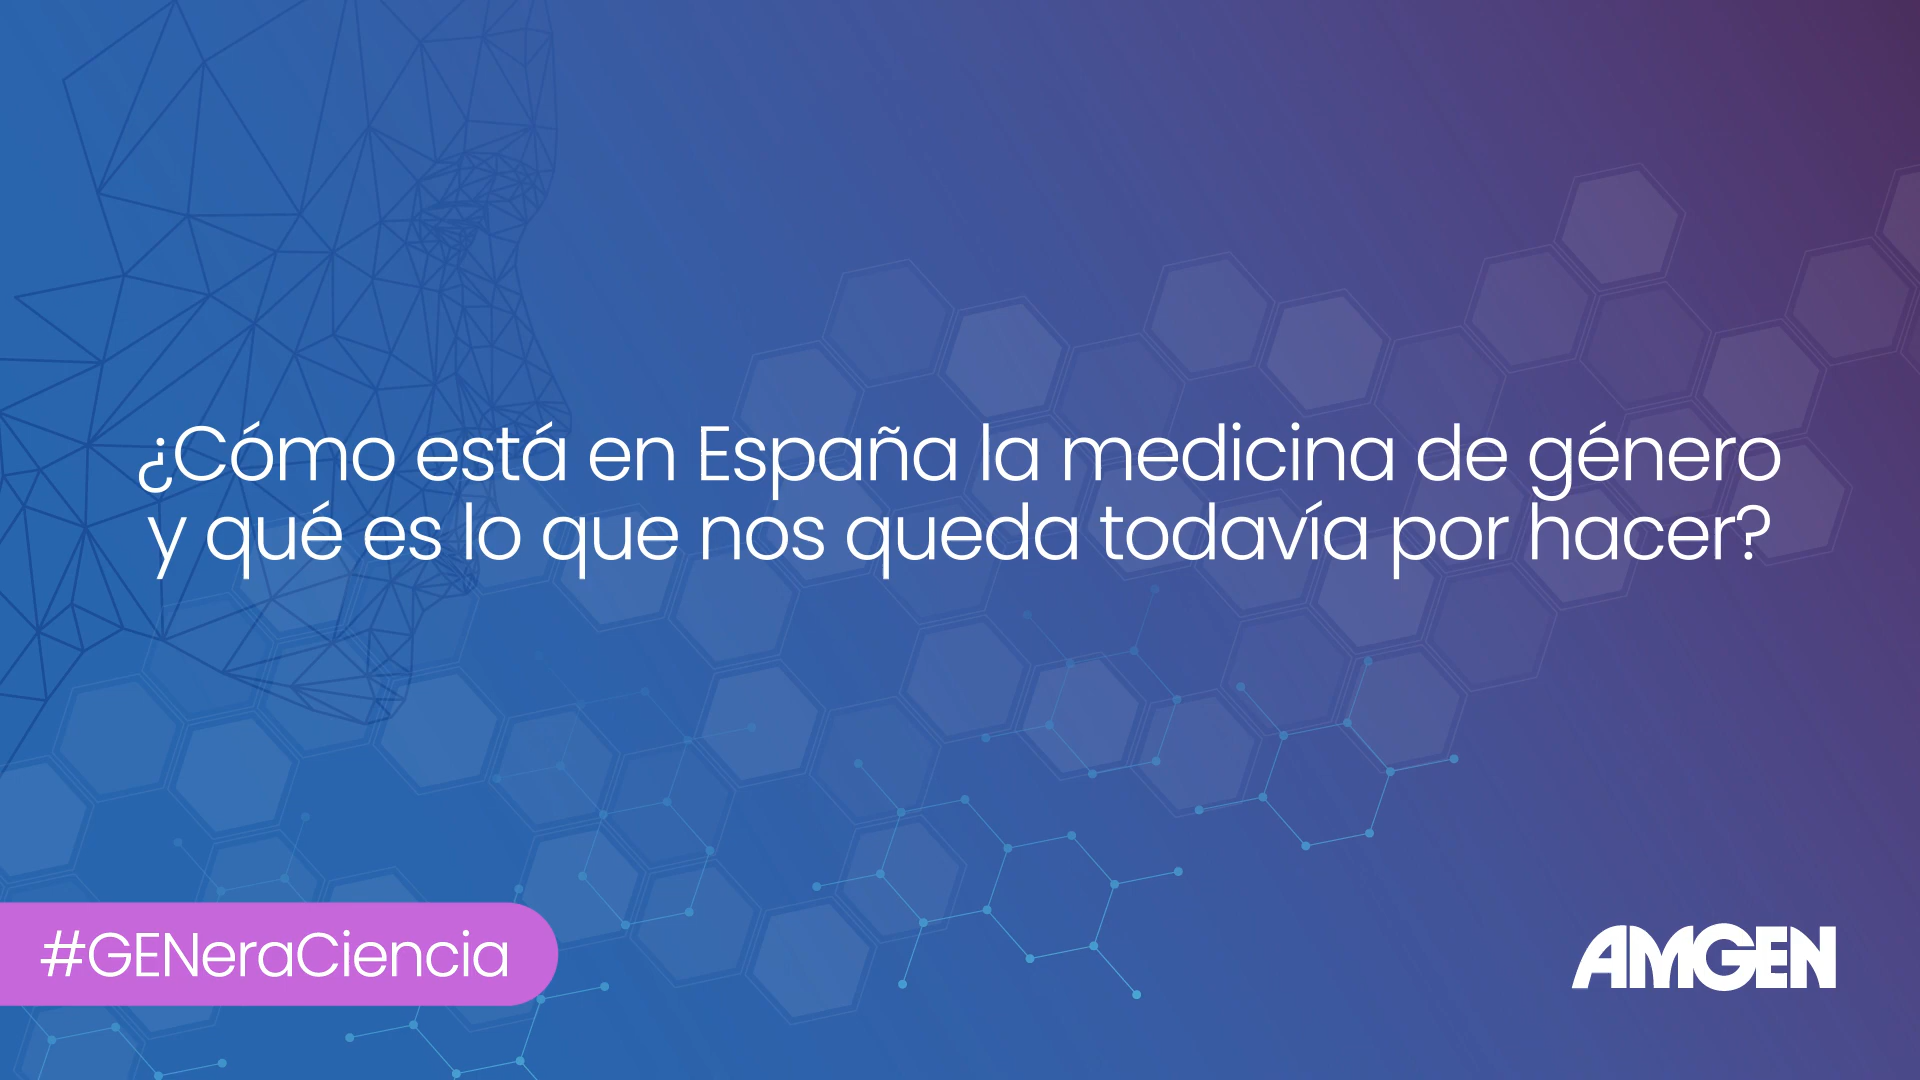 ¿Cómo está en España la medicina de género
y qué es lo que nos queda todavía por hacer?
#GENeraCiencia
AMGEN